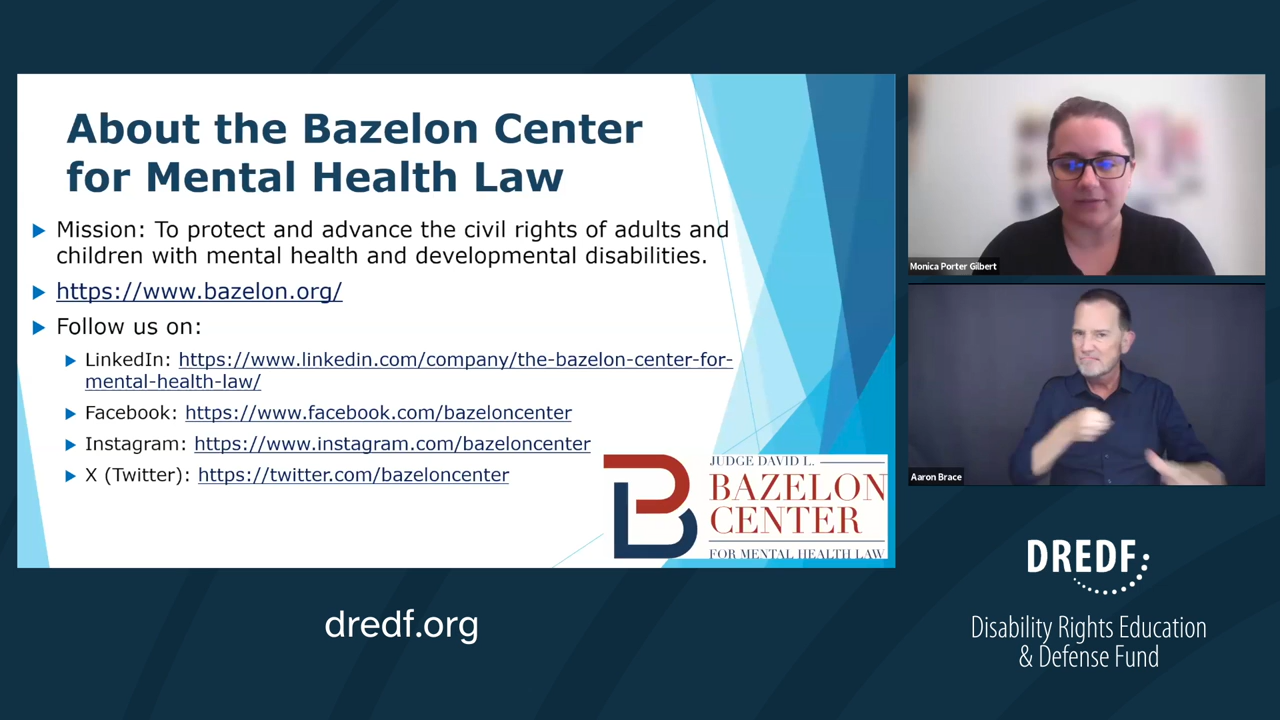 About the Bazelon Center
for Mental Health Law
Mission: To protect and advance the civil rights of adults and
children with mental health and developmental disabilities.
https://www.bazelon.org/
Follow us on:
LinkedIn: https://www.linkedin.com/company/the-bazelon-center-for-
mental-health-law/
Facebook: https://www.facebook.com/bazeloncenter
Instagram: https://www.instagram.com/bazeloncenter
X (Twitter): https://twitter.com/bazeloncenter
JUDGE DAVID L.
BAZELON
CENTER
FOR MENTAL HEALTH LAW
Monica Porter Gilbert
Aaron Brace
dredf.org
DREDF
Disability Rights Education
& Defense Fund